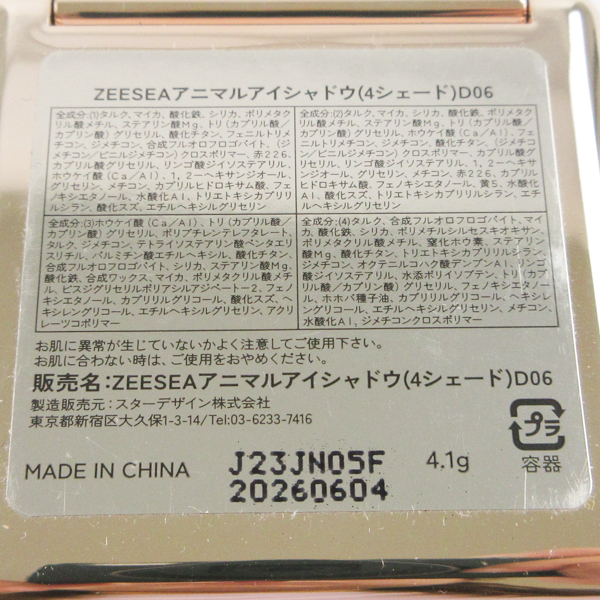 ZEESEAアニマルアイシャドウ(4シェード)D06
全成分:(1)タルク、マイカ、酸化鉄、シリカ、ポリメタク
リル酸メチル、ステアリン酸Mg、トリ(カプリル酸/
カプリン酸)グリセリル、酸化チタン、フェニルトリメ
チコン、ジメチコン、合成フルオロフロゴパイト、(ジメ
チコン/ビニルジメチコン)クロスポリマー、赤226、
カプリル酸グリセリル、リンゴ酸ジイソステアリル、
ホウケイ酸(Ca/Al)、1,2-ヘキサンジオール、
グリセリン、メチコン、カプリルヒドロキサム酸、フ
ェノキシエタノール、水酸化Al、トリエトキシカプリリ
ルシラン、酸化スズ、エチルヘキシルグリセリン
全成分:(2)タルク、マイカ、酸化鉄、シリカ、ポリメタク
リル酸メチル、ステアリン酸Mg、トリ(カプリル酸/
カプリン酸)グリセリル、ホウケイ酸(Ca/Al)、フェニ
ルトリメチコン、ジメチコン、酸化チタン、(ジメチコ
ン/ビニルジメチコン)クロスポリマー、カプリル酸グ
リセリル、リンゴ酸ジイソステアリル、1,2-ヘキサ
ンジオール、グリセリン、メチコン、赤226、カプリル
ヒドロキサム酸、フェノキシエタノール、黄5、水酸化
Al、酸化スズ、トリエトキシカプリリルシラン、エチル
ヘキシルグリセリン
全成分:(3)ホウケイ酸(Ca/Al)、トリ(カプリル酸/
カプリン酸)グリセリル、ポリブチレンテレフタレート、
タルク、ジメチコン、テトライソステアリン酸ペンタエリ
スリチル、パルミチン酸エチルヘキシル、酸化チタン、
合成フルオロフロゴパイト、シリカ、ステアリン酸Mg、
酸化鉄、合成ワックス、マイカ、ポリメタクリル酸メチ
ル、ビスジグリセリルポリアシルアジペート-2、フェノ
キシエタノール、カプリリルグリコール、酸化スズ、ヘキ
シレングリコール、エチルヘキシルグリセリン、アクリ
レーツコポリマー
全成分:(4)タルク、合成フルオロフロゴパイト、マイ
カ、酸化鉄、シリカ、ポリメチルシルセスキオキサン、
ポリメタクリル酸メチル、窒化ホウ素、ステアリン
酸Mg、酸化チタン、トリエトキシカプリリルシラン、
ジメチコン、オクテニルコハク酸デンプンAl、リンゴ
酸ジイソステアリル、水添ポリイソブテン、トリ(カプリ
ル酸/カプリン酸)グリセリル、フェノキシエタノー
ル、ホホバ種子油、カプリリルグリコール、ヘキシレ
ングリコール、エチルヘキシルグリセリン、メチコン、
水酸化Al、ジメチコンクロスポリマー
お肌に異常が生じていないかよく注意してご使用下さい。
お肌に合わない時は、ご使用をおやめください。
販売名:ZEESEAアニマルアイシャドウ(4シェード)D06
製造販売元:スターデザイン株式会社
東京都新宿区大久保1-3-14/Tel:03-6233-7416
プラ
容器
MADE IN CHINA
J23JN05F
20260604
4.1g